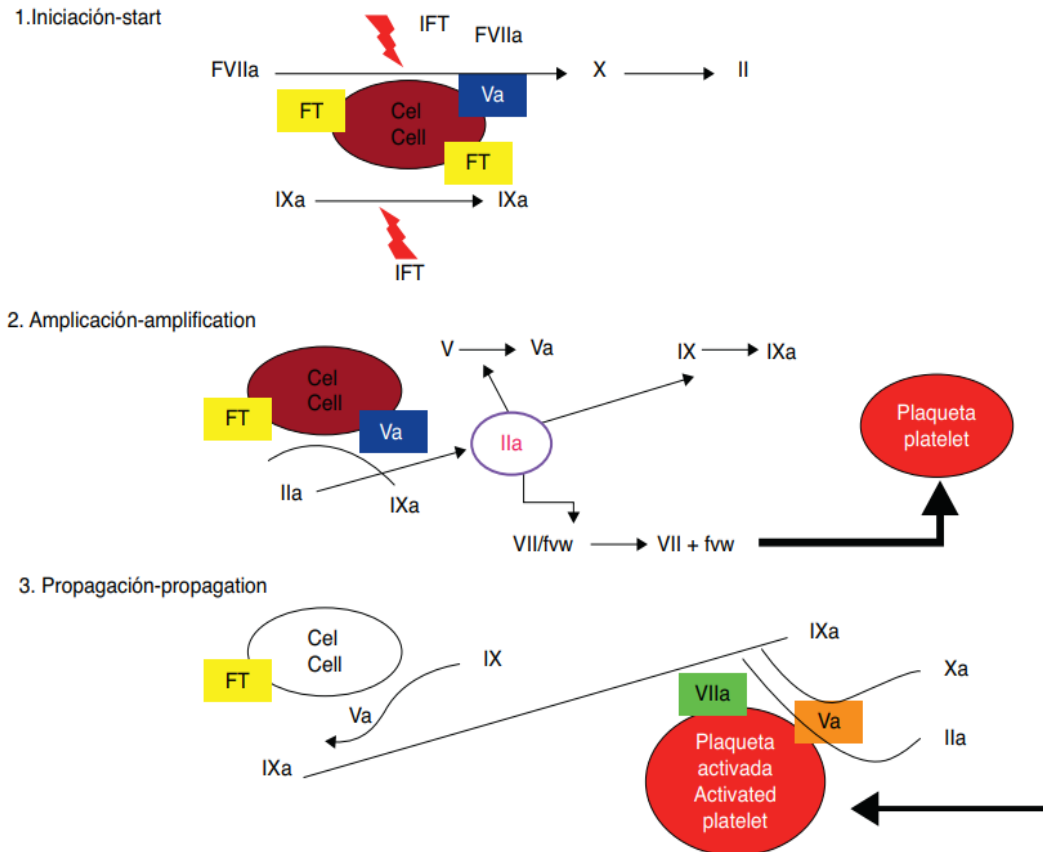 1.Iniciación-start
IFT
FVIIa
FVIIa
X
II
FT
Va
Cel
Cell
FT
IXa
IXa
IFT
2. Amplicación-amplification
V
Va
IX
IXa
Cel
Cell
FT
Va
IIa
Plaqueta
platelet
IIa
IXa
VII/fvw
VII + fvw
3. Propagación-propagation
Cel
Cell
FT
IX
Va
IXa
IXa
Xa
VIIa
Va
IIa
Plaqueta
activada
Activated
platelet